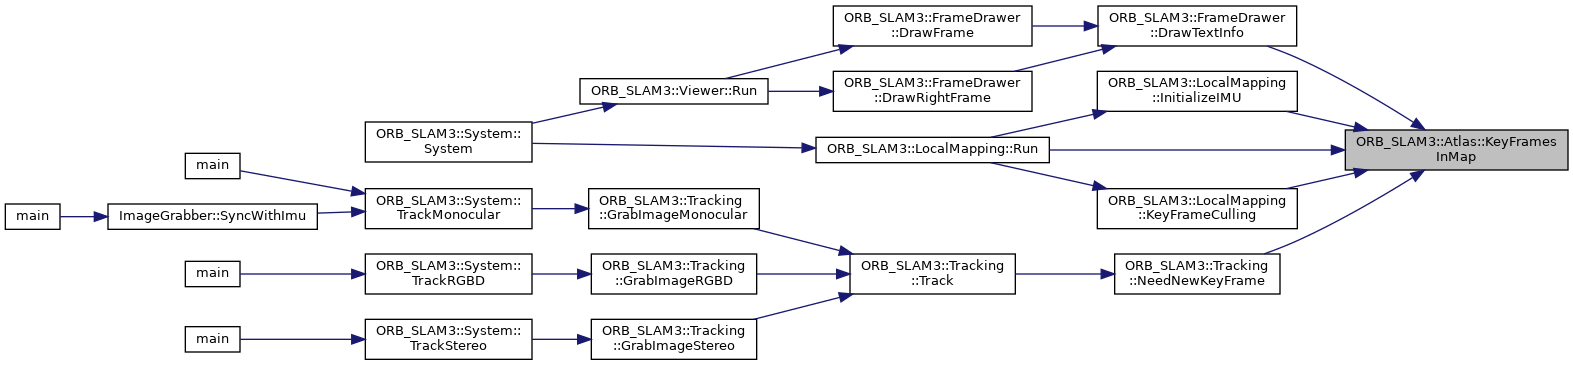 ORB_SLAM3::FrameDrawer
::DrawFrame
ORB_SLAM3::FrameDrawer
::DrawTextInfo
ORB_SLAM3::Viewer::Run
ORB_SLAM3::FrameDrawer
::DrawRightFrame
ORB_SLAM3::LocalMapping
::InitializeIMU
ORB_SLAM3::System::
System
ORB_SLAM3::LocalMapping::Run
ORB_SLAM3::Atlas::KeyFrames
InMap
main
ORB_SLAM3::System::
TrackMonocular
ORB_SLAM3::Tracking
::GrabImageMonocular
ORB_SLAM3::LocalMapping
::KeyFrameCulling
main
ImageGrabber::SyncWithImu
main
ORB_SLAM3::System::
TrackRGBD
ORB_SLAM3::Tracking
::GrabImageRGBD
ORB_SLAM3::Tracking
::Track
ORB_SLAM3::Tracking
::NeedNewKeyFrame
main
ORB_SLAM3::System::
TrackStereo
ORB_SLAM3::Tracking
::GrabImageStereo